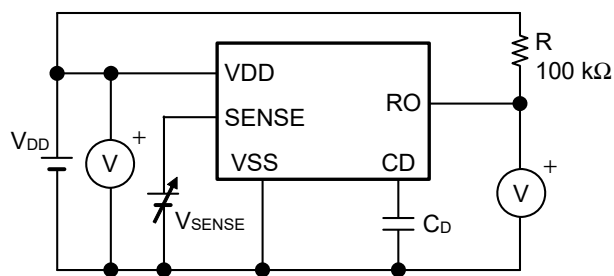 R
100 kΩ
VDD
RO
SENSE
VDD
+
V
VSS
CD
+
V
VSENSE
CD